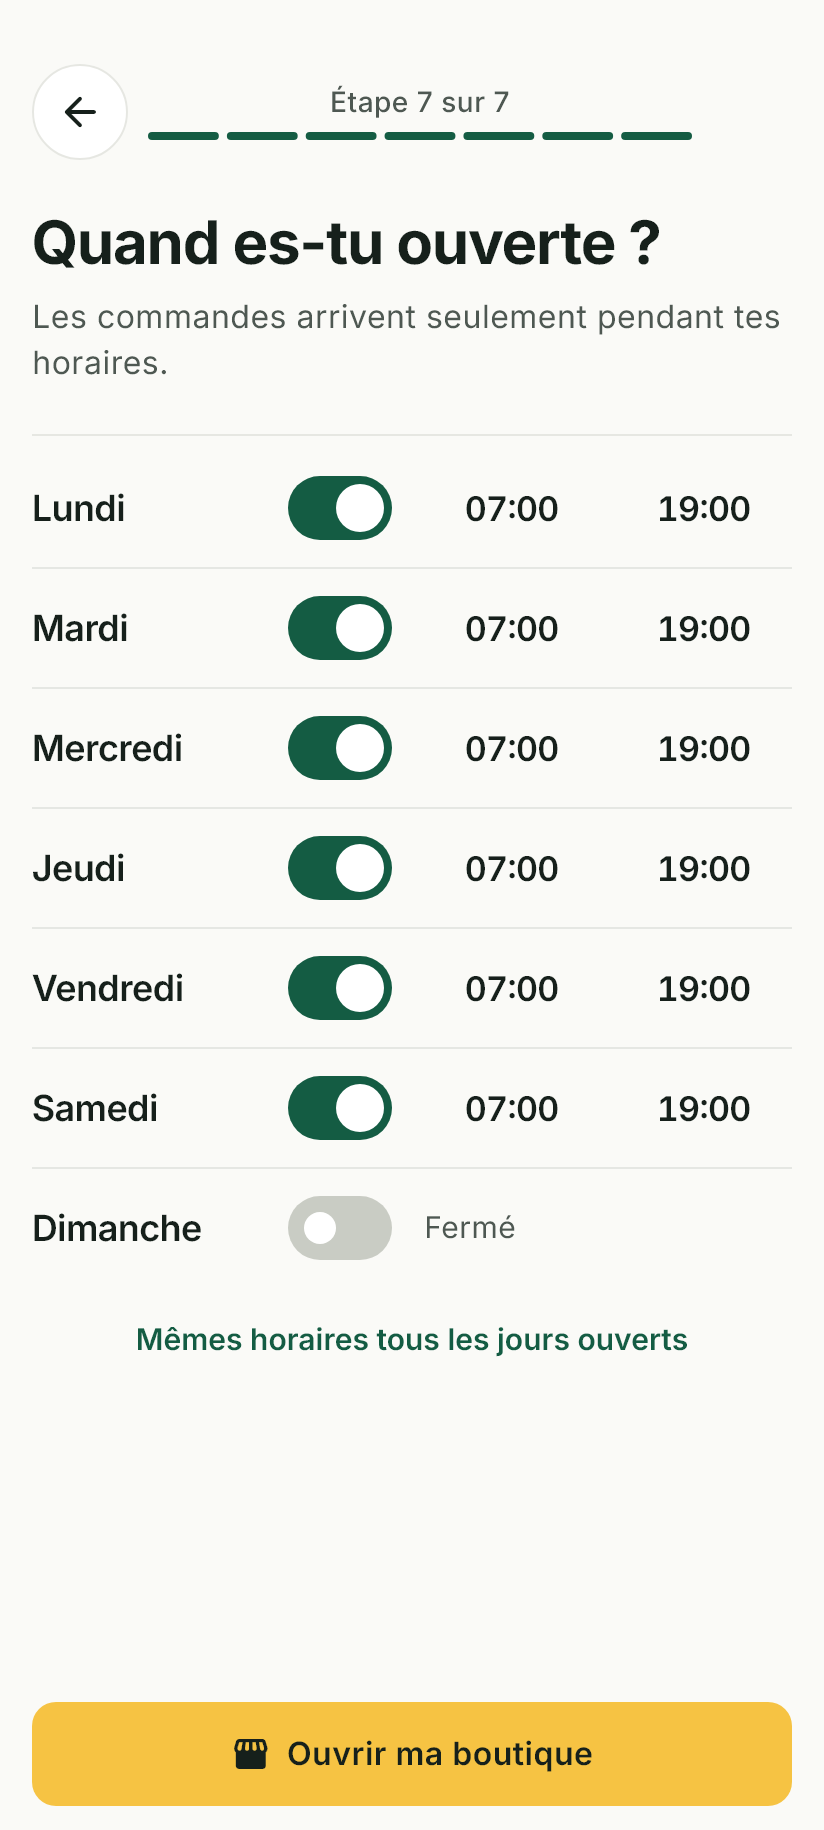 Étape 7 sur 7
Quand es-tu ouverte ?
Les commandes arrivent seulement pendant tes
horaires.
Lundi 07:00 19:00
Mardi 07:00 19:00
Mercredi 07:00 19:00
Jeudi 07:00 19:00
Vendredi 07:00 19:00
Samedi 07:00 19:00
Dimanche Fermé
Mêmes horaires tous les jours ouverts
Ouvrir ma boutique